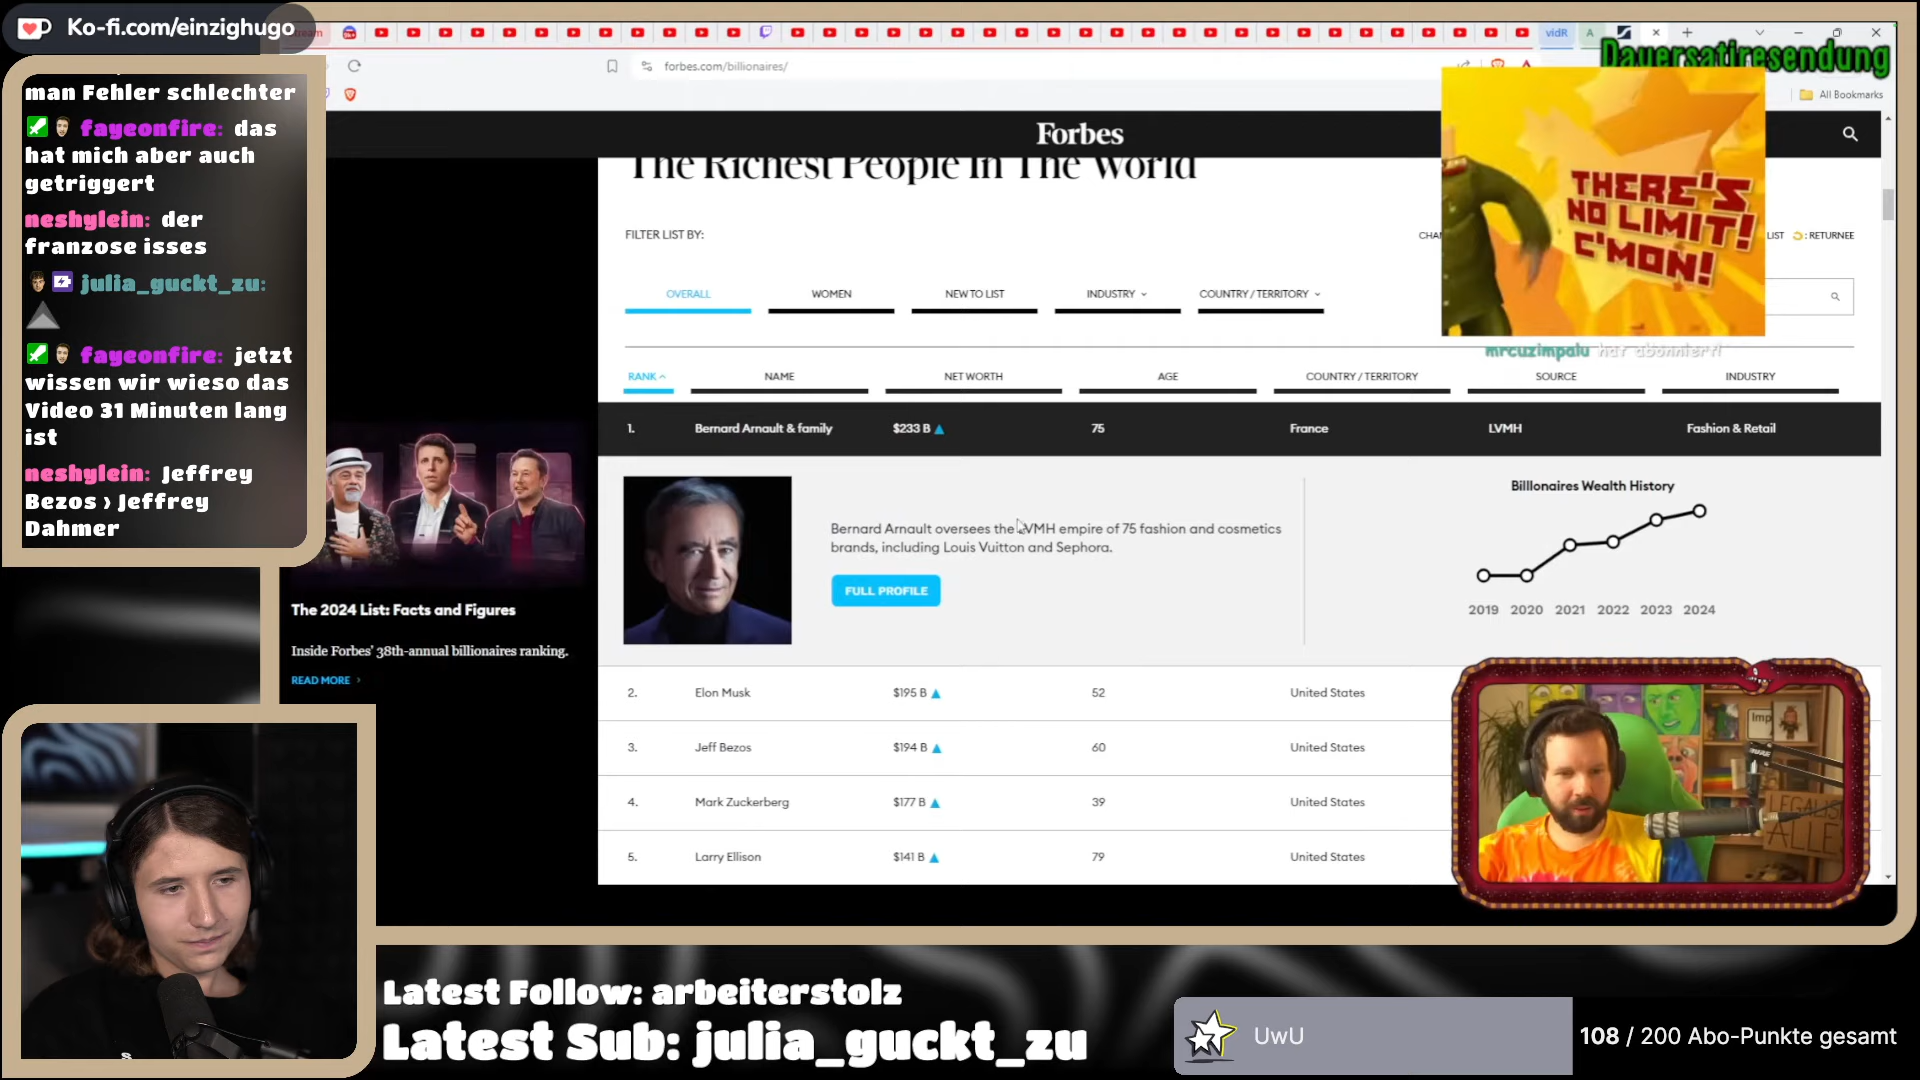 Ko-fi.com/einzighugo
man Fehler schlechter
fayeonfire: das
hat mich aber auch
getriggert
neshylein: der
franzose isses
julia_guckt_zu:
fayeonfire: jetzt
wissen wir wieso das
Video 31 Minuten lang
ist
neshylein: Jeffrey
Bezos > Jeffrey
Dahmer
vidR
A
Dauersatiresendung
forbes.com/billionaires/
All Bookmarks
Forbes
The Richest People In The World
FILTER LIST BY:
LIST
: RETURNEE
OVERALL
WOMEN
NEW TO LIST
INDUSTRY
COUNTRY / TERRITORY
THERE'S
NO LIMIT!
C'MON!
mrcuzimpalu hat abonniert!
RANK
NAME
NET WORTH
AGE
COUNTRY / TERRITORY
SOURCE
INDUSTRY
1.
Bernard Arnault & family
$233 B
75
France
LVMH
Fashion & Retail
Bernard Arnault oversees the LVMH empire of 75 fashion and cosmetics
brands, including Louis Vuitton and Sephora.
FULL PROFILE
Billionaires Wealth History
2019 2020 2021 2022 2023 2024
The 2024 List: Facts and Figures
Inside Forbes' 38th-annual billionaires ranking.
READ MORE
2.
Elon Musk
$195 B
52
United States
3.
Jeff Bezos
$194 B
60
United States
4.
Mark Zuckerberg
$177 B
39
United States
5.
Larry Ellison
$141 B
79
United States
LEGALIS
ALLE
Latest Follow: arbeiterstolz
Latest Sub: julia_guckt_zu
UwU
108 / 200 Abo-Punkte gesamt